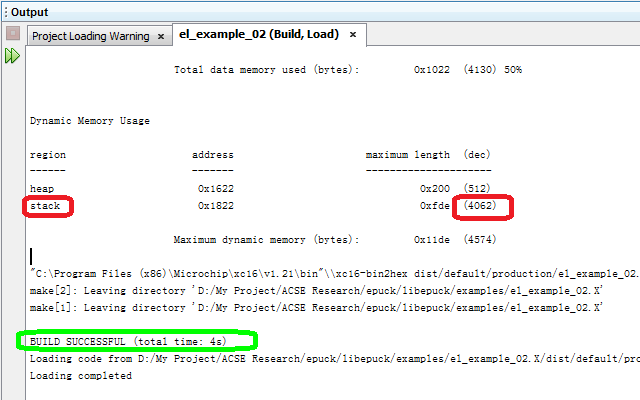 Output
Project Loading Warning × el_example_02 (Build, Load) ×
Total data memory used (bytes): 0x1022 (4130) 50%
Dynamic Memory Usage
region address maximum length (dec)
------ ------- ---------------------
heap 0x1622 0x200 (512)
stack 0x1822 0xfde (4062)
Maximum dynamic memory (bytes): 0x11de (4574)
"C:\Program Files (x86)\Microchip\xc16\v1.21\bin"\\xc16-bin2hex dist/default/production/el_example_02.
make[2]: Leaving directory 'D:/My Project/ACSE Research/epuck/libepuck/examples/el_example_02.X'
make[1]: Leaving directory 'D:/My Project/ACSE Research/epuck/libepuck/examples/el_example_02.X'
BUILD SUCCESSFUL (total time: 4s)
Loading code from D:/My Project/ACSE Research/epuck/libepuck/examples/el_example_02.X/dist/default/pro
Loading completed